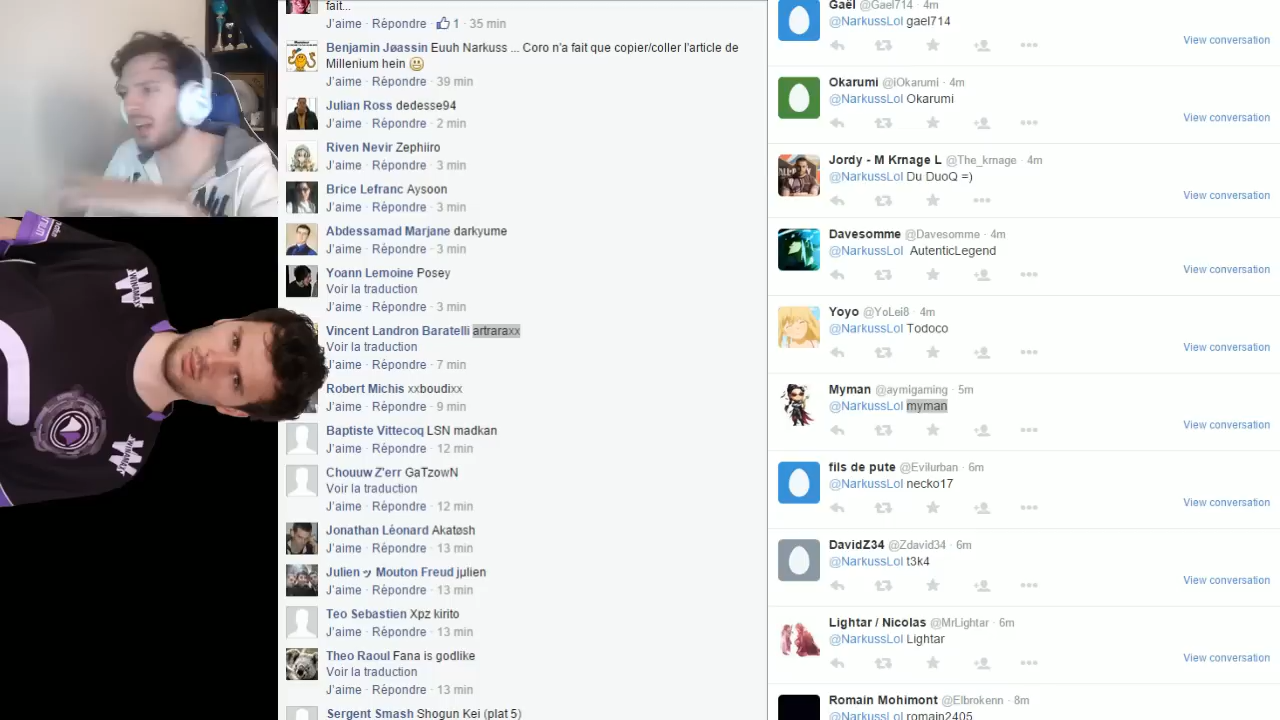 fait...
J'aime · Répondre · 1 · 35 min
Benjamin Jøassin Euuh Narkuss ... Coro n'a fait que copier/coller l'article de
Millenium hein
J'aime · Répondre · 39 min
Julian Ross dedesse94
J'aime · Répondre · 2 min
Riven Nevir Zephiiro
J'aime · Répondre · 3 min
Brice Lefranc Aysoon
J'aime · Répondre · 3 min
Abdessamad Marjane darkyume
J'aime · Répondre · 3 min
Yoann Lemoine Posey
Voir la traduction
J'aime · Répondre · 3 min
Vincent Landron Baratelli artraraxx
Voir la traduction
J'aime · Répondre · 7 min
Robert Michis xxboudixx
J'aime · Répondre · 9 min
Baptiste Vittecoq LSN madkan
J'aime · Répondre · 12 min
Chouuw Z'err GaTzowN
Voir la traduction
J'aime · Répondre · 12 min
Jonathan Léonard Akatøsh
J'aime · Répondre · 13 min
Julien ッ Mouton Freud jµlien
J'aime · Répondre · 13 min
Teo Sebastien Xpz kirito
J'aime · Répondre · 13 min
Theo Raoul Fana is godlike
Voir la traduction
J'aime · Répondre · 13 min
Sergent Smash Shogun Kei (plat 5)
Gaël @Gael714 · 4m
@NarkussLol gael714
View conversation
Okarumi @iOkarumI · 4m
@NarkussLol Okarumi
View conversation
Jordy - M Krnage L @The_krnage · 4m
@NarkussLol Du DuoQ =)
View conversation
Davesomme @Davesomme · 4m
@NarkussLol AutenticLegend
View conversation
Yoyo @YoLei8 · 4m
@NarkussLol Todoco
View conversation
Myman @aymigaming · 5m
@NarkussLol myman
View conversation
fils de pute @Evilurban · 6m
@NarkussLol necko17
View conversation
DavidZ34 @Zdavid34 · 6m
@NarkussLol t3k4
View conversation
Lightar / Nicolas @MrLightar · 6m
@NarkussLol Lightar
View conversation
Romain Mohimont @Elbrokenn · 8m
@NarkussLol romain2405